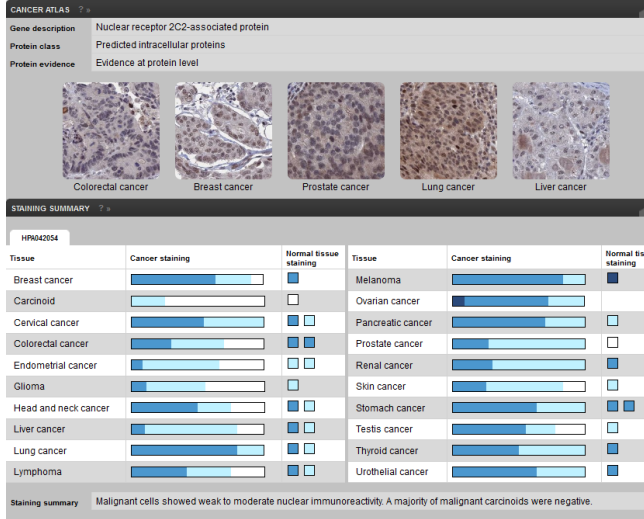 CANCER ATLAS ? »
Gene description Nuclear receptor 2C2-associated protein
Protein class Predicted intracellular proteins
Protein evidence Evidence at protein level
Colorectal cancer Breast cancer Prostate cancer Lung cancer Liver cancer
STAINING SUMMARY ? »
HPA042054
Tissue Cancer staining Normal tissue staining Tissue Cancer staining Normal tis staining
Breast cancer Melanoma
Carcinoid Ovarian cancer
Cervical cancer Pancreatic cancer
Colorectal cancer Prostate cancer
Endometrial cancer Renal cancer
Glioma Skin cancer
Head and neck cancer Stomach cancer
Liver cancer Testis cancer
Lung cancer Thyroid cancer
Lymphoma Urothelial cancer
Staining summary Malignant cells showed weak to moderate nuclear immunoreactivity. A majority of malignant carcinoids were negative.